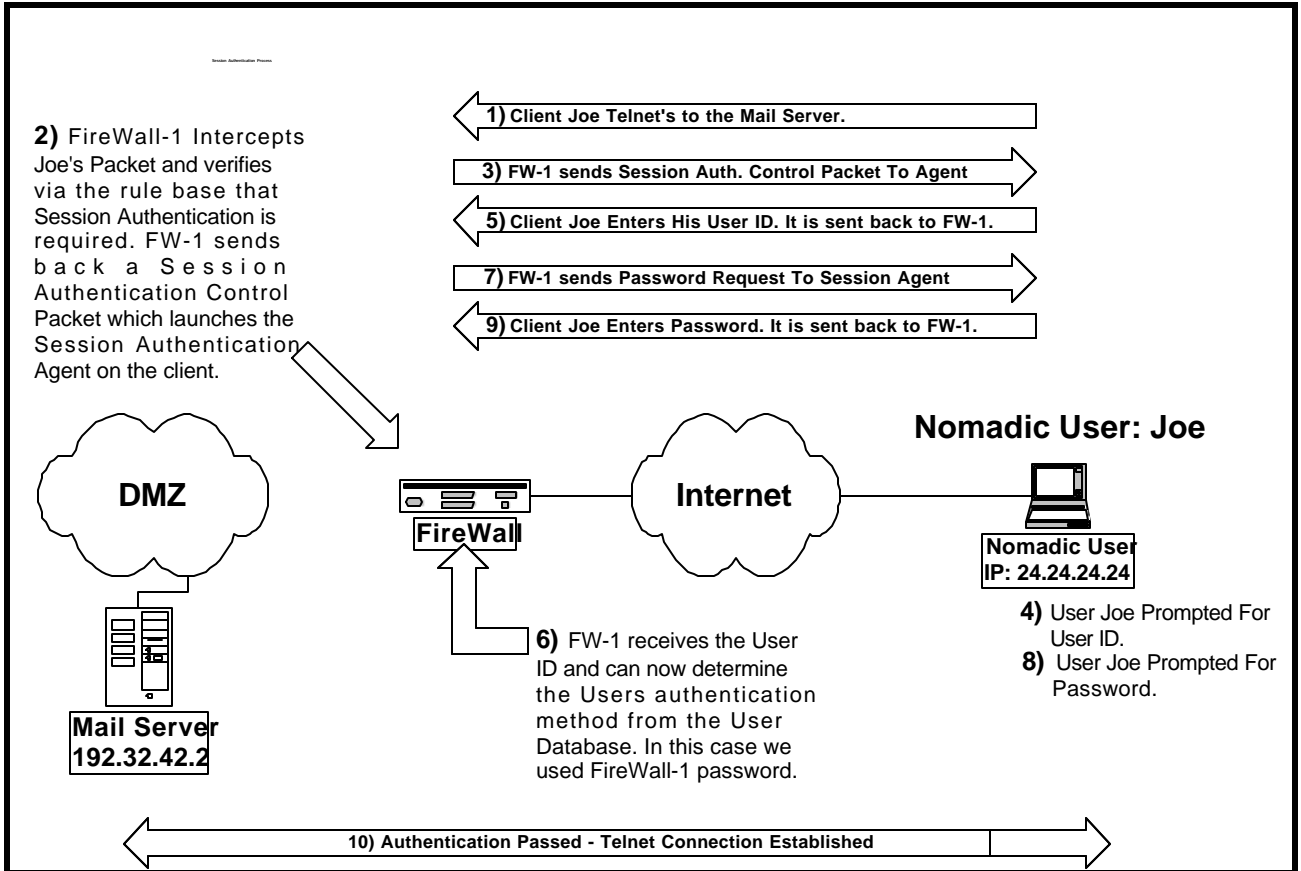 Session Authentication Process
1) Client Joe Telnet's to the Mail Server.
2) FireWall-1 Intercepts
Joe's Packet and verifies
via the rule base that
Session Authentication is
required. FW-1 sends
back a Session
Authentication Control
Packet which launches the
Session Authentication
Agent on the client.
3) FW-1 sends Session Auth. Control Packet To Agent
5) Client Joe Enters His User ID. It is sent back to FW-1.
7) FW-1 sends Password Request To Session Agent
9) Client Joe Enters Password. It is sent back to FW-1.
Nomadic User: Joe
DMZ
FireWall
Internet
Nomadic User
IP: 24.24.24.24
4) User Joe Prompted For
User ID.
8) User Joe Prompted For
Password.
6) FW-1 receives the User
ID and can now determine
the Users authentication
method from the User
Database. In this case we
used FireWall-1 password.
Mail Server
192.32.42.2
10) Authentication Passed - Telnet Connection Established